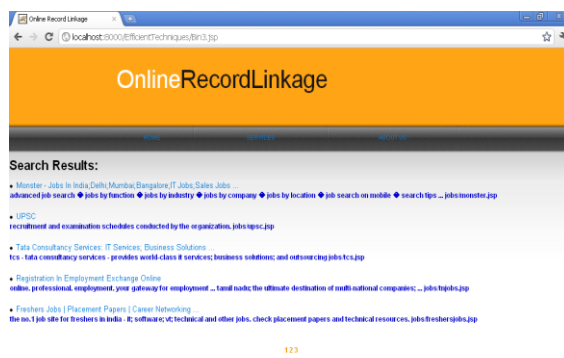 Online Record Linkage
localhost:8000/EfficientTechniques/Bin3.jsp
OnlineRecordLinkage
HOME SERVICES ABOUT US
Search Results:
• Monster - Jobs In India;Delhi;Mumbai;Bangalore;IT Jobs;Sales Jobs ...
advanced job search � jobs by function � jobs by industry � jobs by company � jobs by location � job search on mobile � search tips ... jobs/monster.jsp
• UPSC
recruitment and examination schedules conducted by the organization. jobs/upsc.jsp
• Tata Consultancy Services: IT Services; Business Solutions ...
tcs - tata consultancy services - provides world-class it services; business solutions; and outsourcing jobs/tcs.jsp
• Registration In Employment Exchange Online
online. professional. employment. your gateway for employment ... tamil nadu; the ultimate destination of multi-national companies; ... jobs/tnjobs.jsp
• Freshers Jobs | Placement Papers | Career Networking ...
the no.1 job site for freshers in india - it; software; vt; technical and other jobs. check placement papers and technical resources. jobs/freshersjobs.jsp
1 2 3